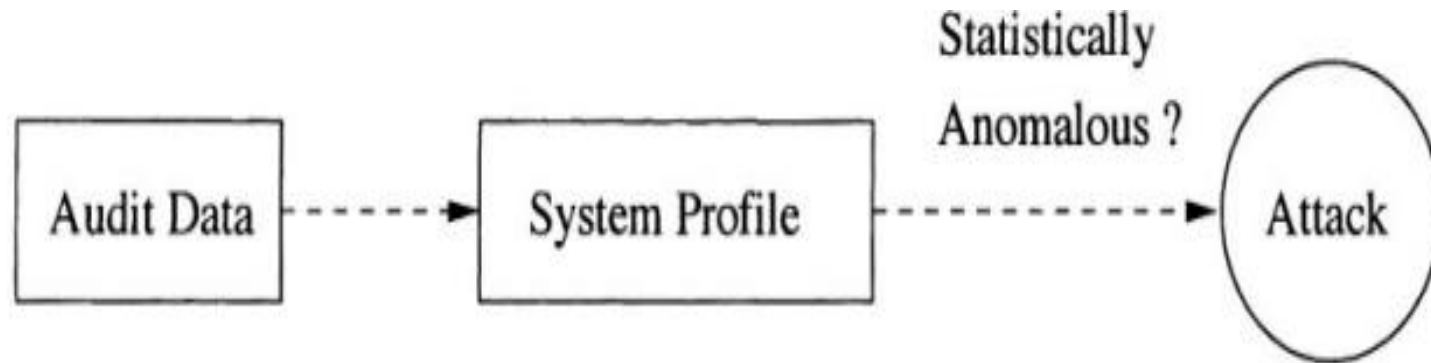 Statistically
Anomalous ?
Audit Data
System Profile
Attack